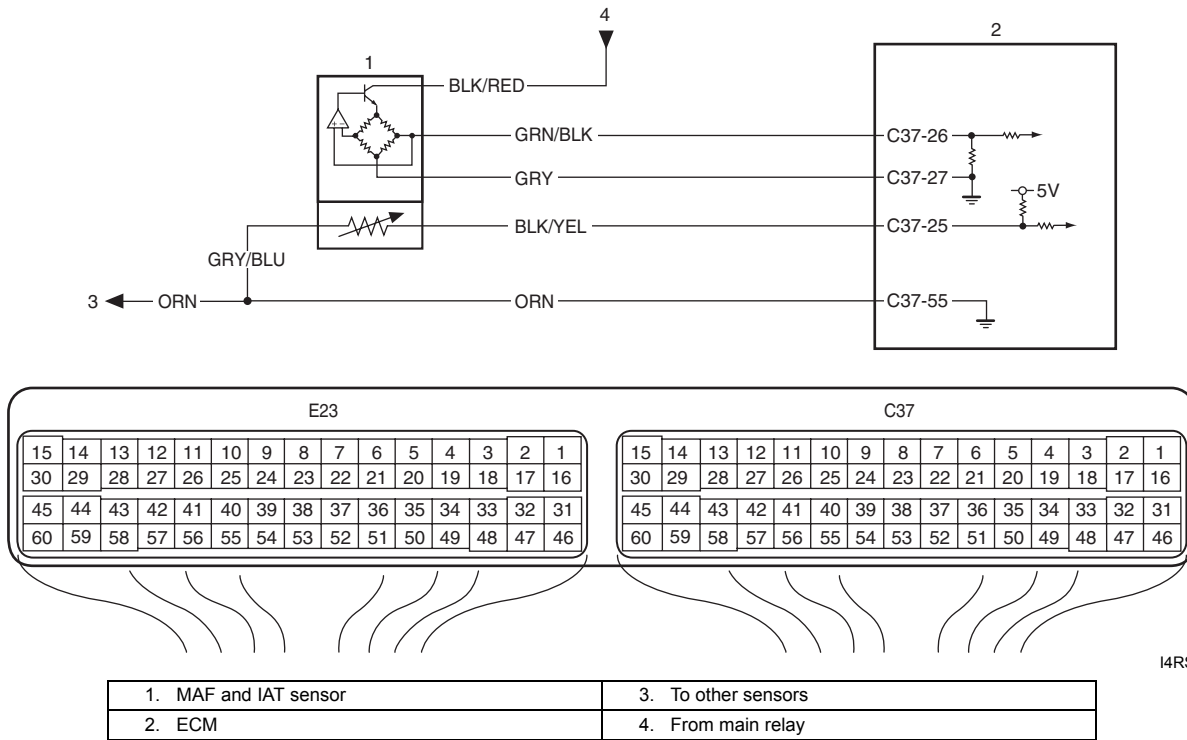 4
2
1
BLK/RED
GRN/BLK
C37-26
GRY
C37-27
5V
BLK/YEL
C37-25
GRY/BLU
3 ORN ORN C37-55
E23 C37
15 14 13 12 11 10 9 8 7 6 5 4 3 2 1 15 14 13 12 11 10 9 8 7 6 5 4 3 2 1
30 29 28 27 26 25 24 23 22 21 20 19 18 17 16 30 29 28 27 26 25 24 23 22 21 20 19 18 17 16
45 44 43 42 41 40 39 38 37 36 35 34 33 32 31 45 44 43 42 41 40 39 38 37 36 35 34 33 32 31
60 59 58 57 56 55 54 53 52 51 50 49 48 47 46 60 59 58 57 56 55 54 53 52 51 50 49 48 47 46
1. MAF and IAT sensor 3. To other sensors
2. ECM 4. From main relay